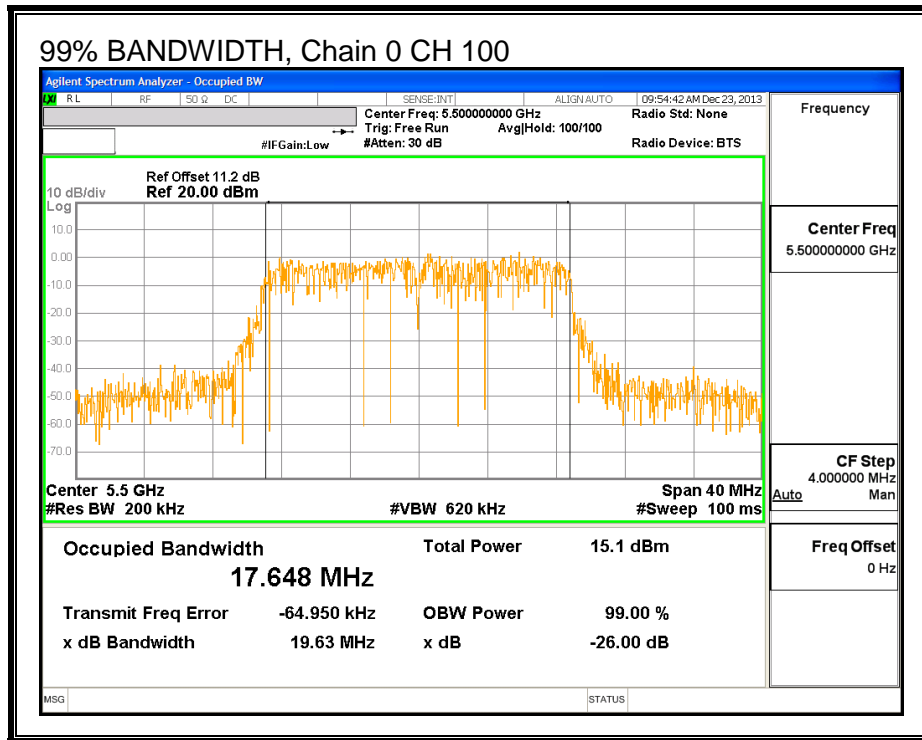 99% BANDWIDTH, Chain 0 CH 100
Agilent Spectrum Analyzer - Occupied BW
LXI RL RF 50 Ω DC SENSE:INT ALIGN AUTO 09:54:42 AM Dec 23, 2013
Center Freq: 5.500000000 GHz Radio Std: None
Trig: Free Run Avg|Hold: 100/100
#IFGain:Low #Atten: 30 dB Radio Device: BTS
Ref Offset 11.2 dB
10 dB/div Ref 20.00 dBm
Log
10.0
0.00
-10.0
-20.0
-30.0
-40.0
-50.0
-60.0
-70.0
Center 5.5 GHz Span 40 MHz
#Res BW 200 kHz #VBW 620 kHz #Sweep 100 ms
Occupied Bandwidth Total Power 15.1 dBm
17.648 MHz
Transmit Freq Error -64.950 kHz OBW Power 99.00 %
x dB Bandwidth 19.63 MHz x dB -26.00 dB
MSG STATUS
Frequency
Center Freq
5.500000000 GHz
CF Step
4.000000 MHz
Auto Man
Freq Offset
0 Hz